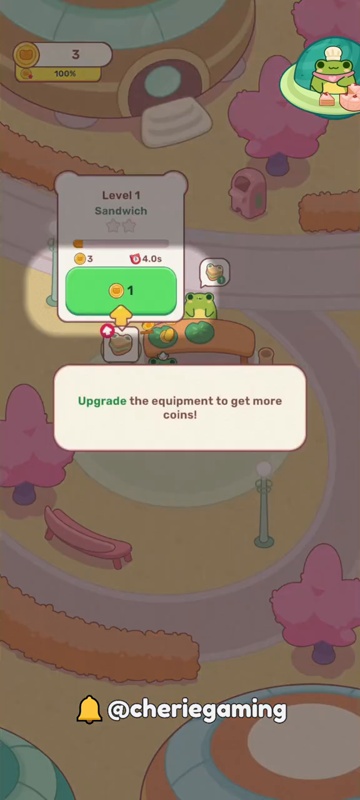 3
100%
Level 1
Sandwich
3 4.0s
1
Upgrade the equipment to get more
coins!
@cheriegaming